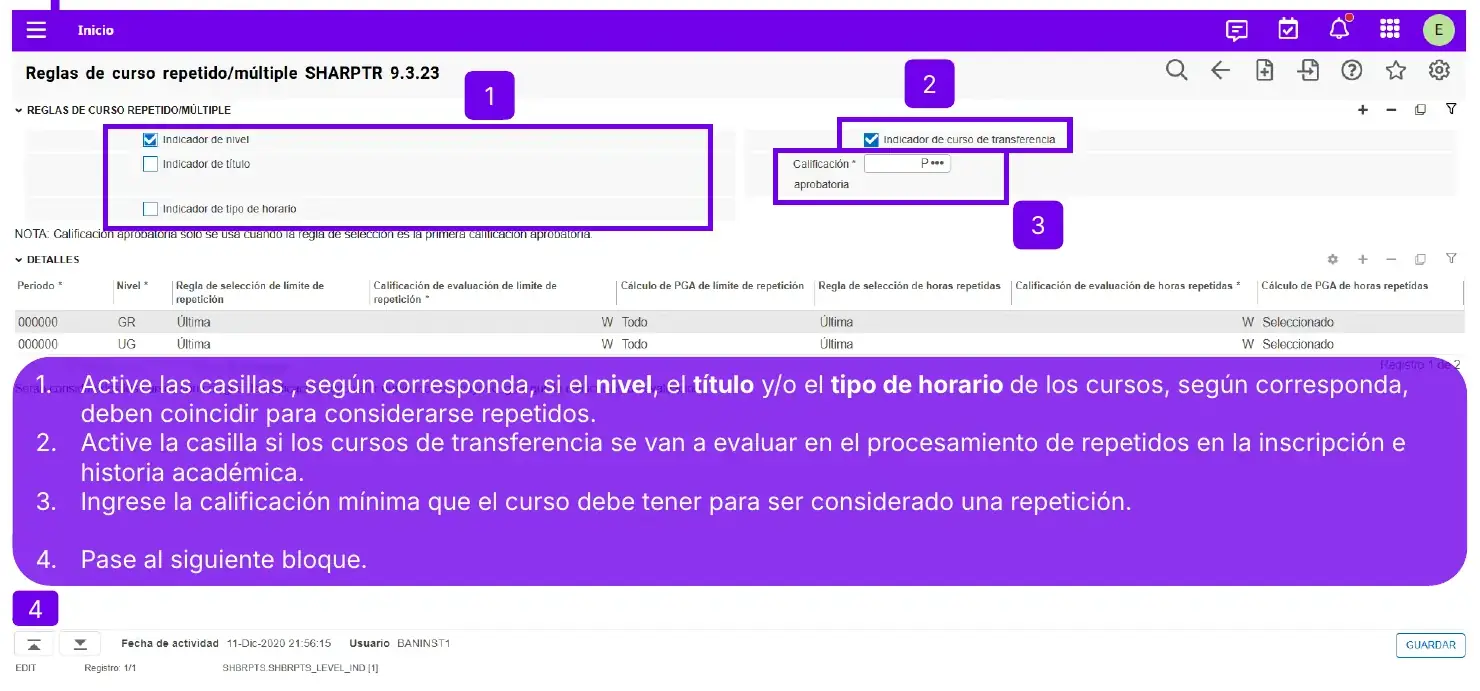 Inicio
E
Reglas de curso repetido/múltiple SHARPTR 9.3.23
1
2
REGLAS DE CURSO REPETIDO/MÚLTIPLE
Indicador de nivel
Indicador de curso de transferencia
Indicador de título
Calificación * P •••
aprobatoria
Indicador de tipo de horario
3
NOTA: Calificación aprobatoria solo se usa cuando la regla de selección es la primera calificación aprobatoria.
DETALLES
Periodo * Nivel * Regla de selección de límite de repetición Calificación de evaluación de límite de repetición * Cálculo de PGA de límite de repetición Regla de selección de horas repetidas Calificación de evaluación de horas repetidas * Cálculo de PGA de horas repetidas
000000 GR Última W Todo Última W Seleccionado
000000 UG Última W Todo Última W Seleccionado
Registro 1 de 2
1. Active las casillas, según corresponda, si el nivel, el título y/o el tipo de horario de los cursos, según corresponda,
deben coincidir para considerarse repetidos.
2. Active la casilla si los cursos de transferencia se van a evaluar en el procesamiento de repetidos en la inscripción e
historia académica.
3. Ingrese la calificación mínima que el curso debe tener para ser considerado una repetición.
4. Pase al siguiente bloque.
4
Fecha de actividad 11-Dic-2020 21:56:15 Usuario BANINST1
GUARDAR
EDIT Registro: 1/1 SHBRPTS.SHBRPTS_LEVEL_IND [1]